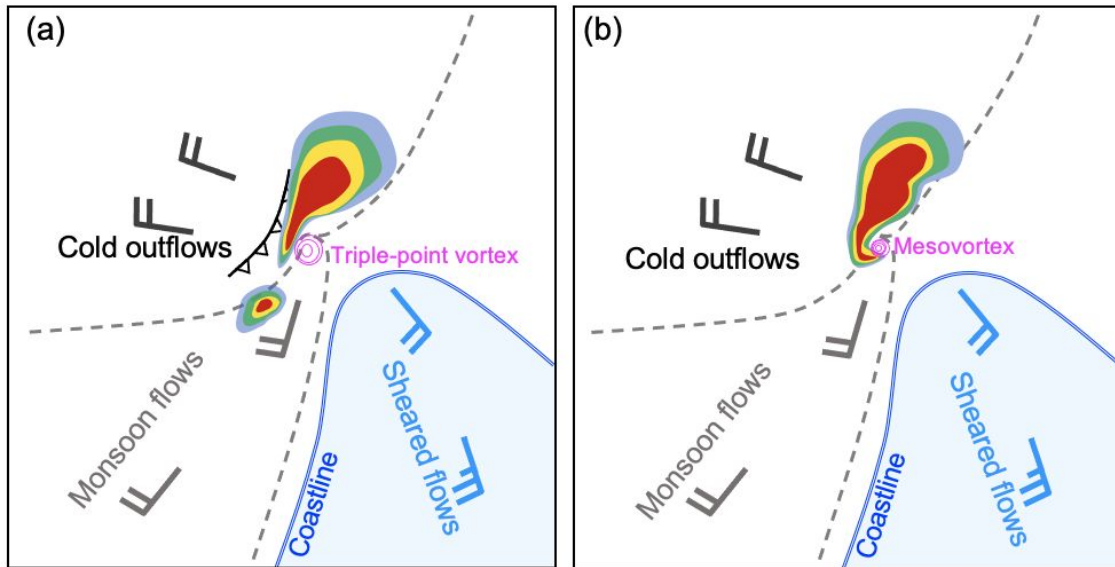 (a)
Cold outflows
Triple-point vortex
Monsoon flows
Sheared flows
Coastline
(b)
Cold outflows
Mesovortex
Monsoon flows
Sheared flows
Coastline